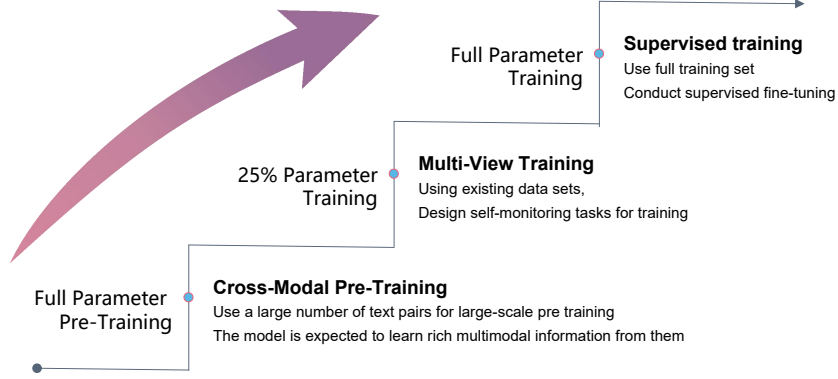 Full Parameter
Training
Supervised training
Use full training set
Conduct supervised fine-tuning
25% Parameter
Training
Multi-View Training
Using existing data sets,
Design self-monitoring tasks for training
Full Parameter
Pre-Training
Cross-Modal Pre-Training
Use a large number of text pairs for large-scale pre training
The model is expected to learn rich multimodal information from them